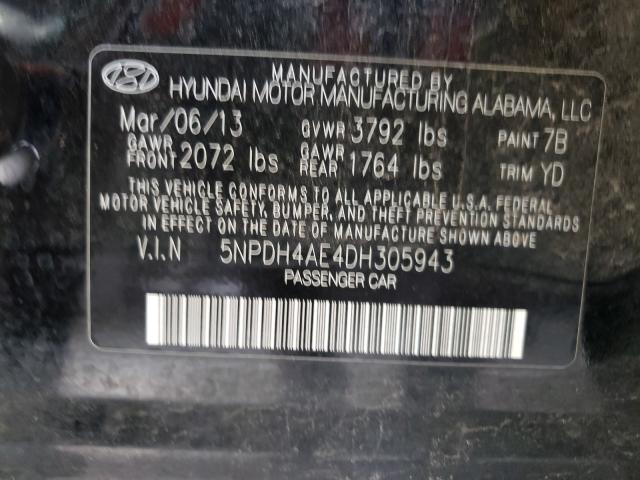 MANUFACTURED BY
HYUNDAI MOTOR MANUFACTURING ALABAMA, LLC
Mar/06/13 GVWR 3792 lbs PAINT 7B
GAWR FRONT 2072 lbs GAWR REAR 1764 lbs TRIM YD
THIS VEHICLE CONFORMS TO ALL APPLICABLE U.S.A. FEDERAL
MOTOR VEHICLE SAFETY, BUMPER, AND THEFT PREVENTION STANDARDS
IN EFFECT ON THE DATE OF MANUFACTURE SHOWN ABOVE.
V.I.N 5NPDH4AE4DH305943
PASSENGER CAR